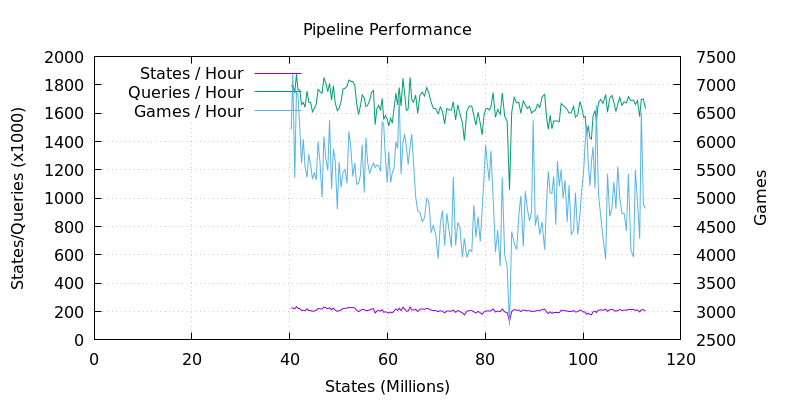 Pipeline Performance
2000
1800
1600
1400
1200
1000
800
600
400
200
0
7500
7000
6500
6000
5500
5000
4500
4000
3500
3000
2500
States / Hour
Queries / Hour
Games / Hour
States/Queries (x1000)
Games
0 20 40 60 80 100 120
States (Millions)